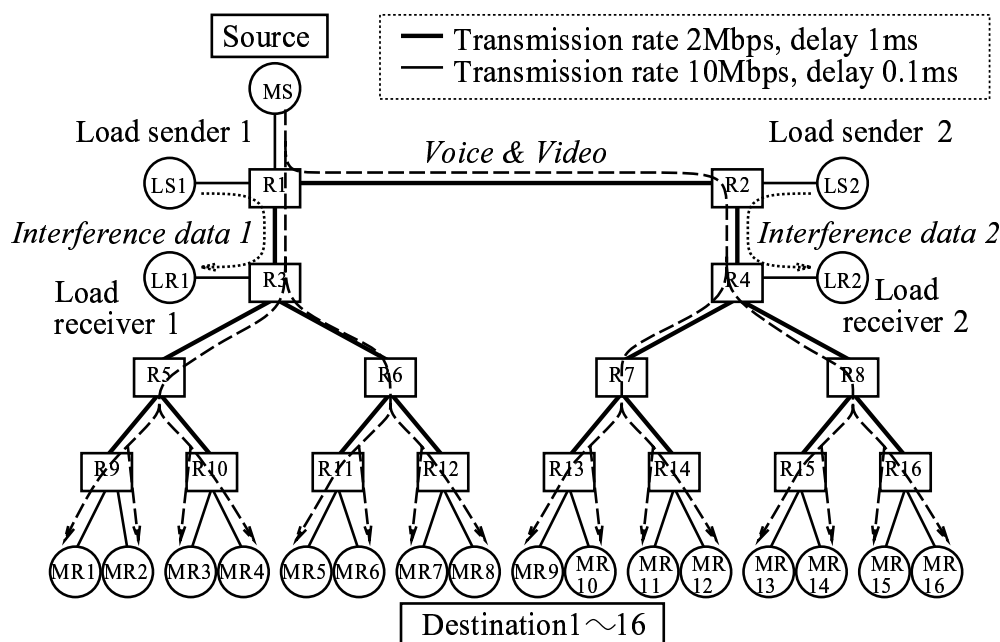 Source
Transmission rate 2Mbps, delay 1ms
Transmission rate 10Mbps, delay 0.1ms
MS
Load sender 1
Voice & Video
Load sender 2
LS1
R1
R2
LS2
Interference data 1
Interference data 2
LR1
R3
R4
LR2
Load
receiver 1
Load
receiver 2
R5
R6
R7
R8
R9
R10
R11
R12
R13
R14
R15
R16
MR1
MR2
MR3
MR4
MR5
MR6
MR7
MR8
MR9
MR
10
MR
11
MR
12
MR
13
MR
14
MR
15
MR
16
Destination1～16